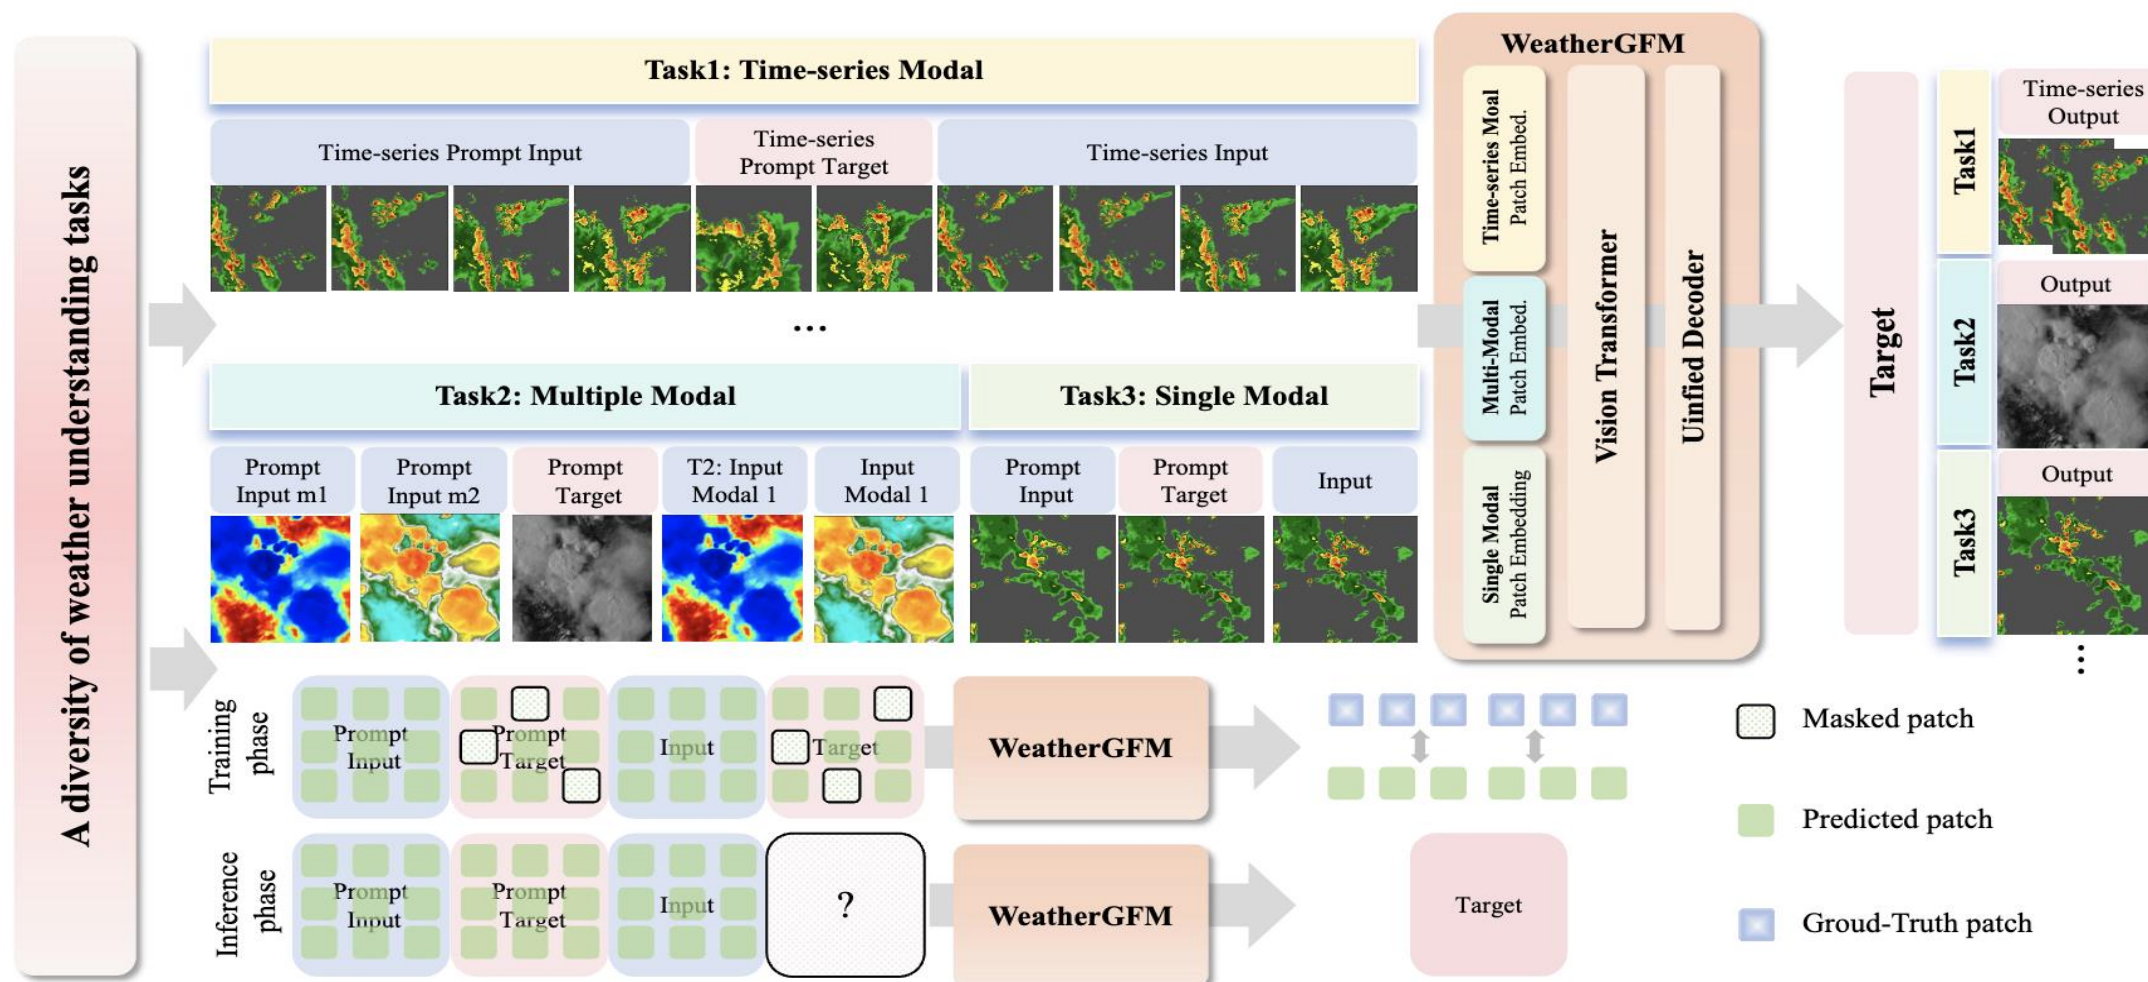 A diversity of weather understanding tasks
Task1: Time-series Modal
Time-series Prompt Input
Time-series
Prompt Target
Time-series Input
...
Task2: Multiple Modal
Task3: Single Modal
Prompt
Input m1
Prompt
Input m2
Prompt
Target
T2: Input
Modal 1
Input
Modal 1
Prompt
Input
Prompt
Target
Input
WeatherGFM
Time-series Moal
Patch Embed.
Multi-Modal
Patch Embed.
Single Modal
Patch Embedding
Vision Transformer
Uinfied Decoder
Target
Task1
Time-series
Output
Task2
Output
Task3
Output
...
Training
phase
Prompt
Input
Prompt
Target
Input
Target
WeatherGFM
Inference
phase
Prompt
Input
Prompt
Target
Input
?
WeatherGFM
Target
Masked patch
Predicted patch
Groud-Truth patch